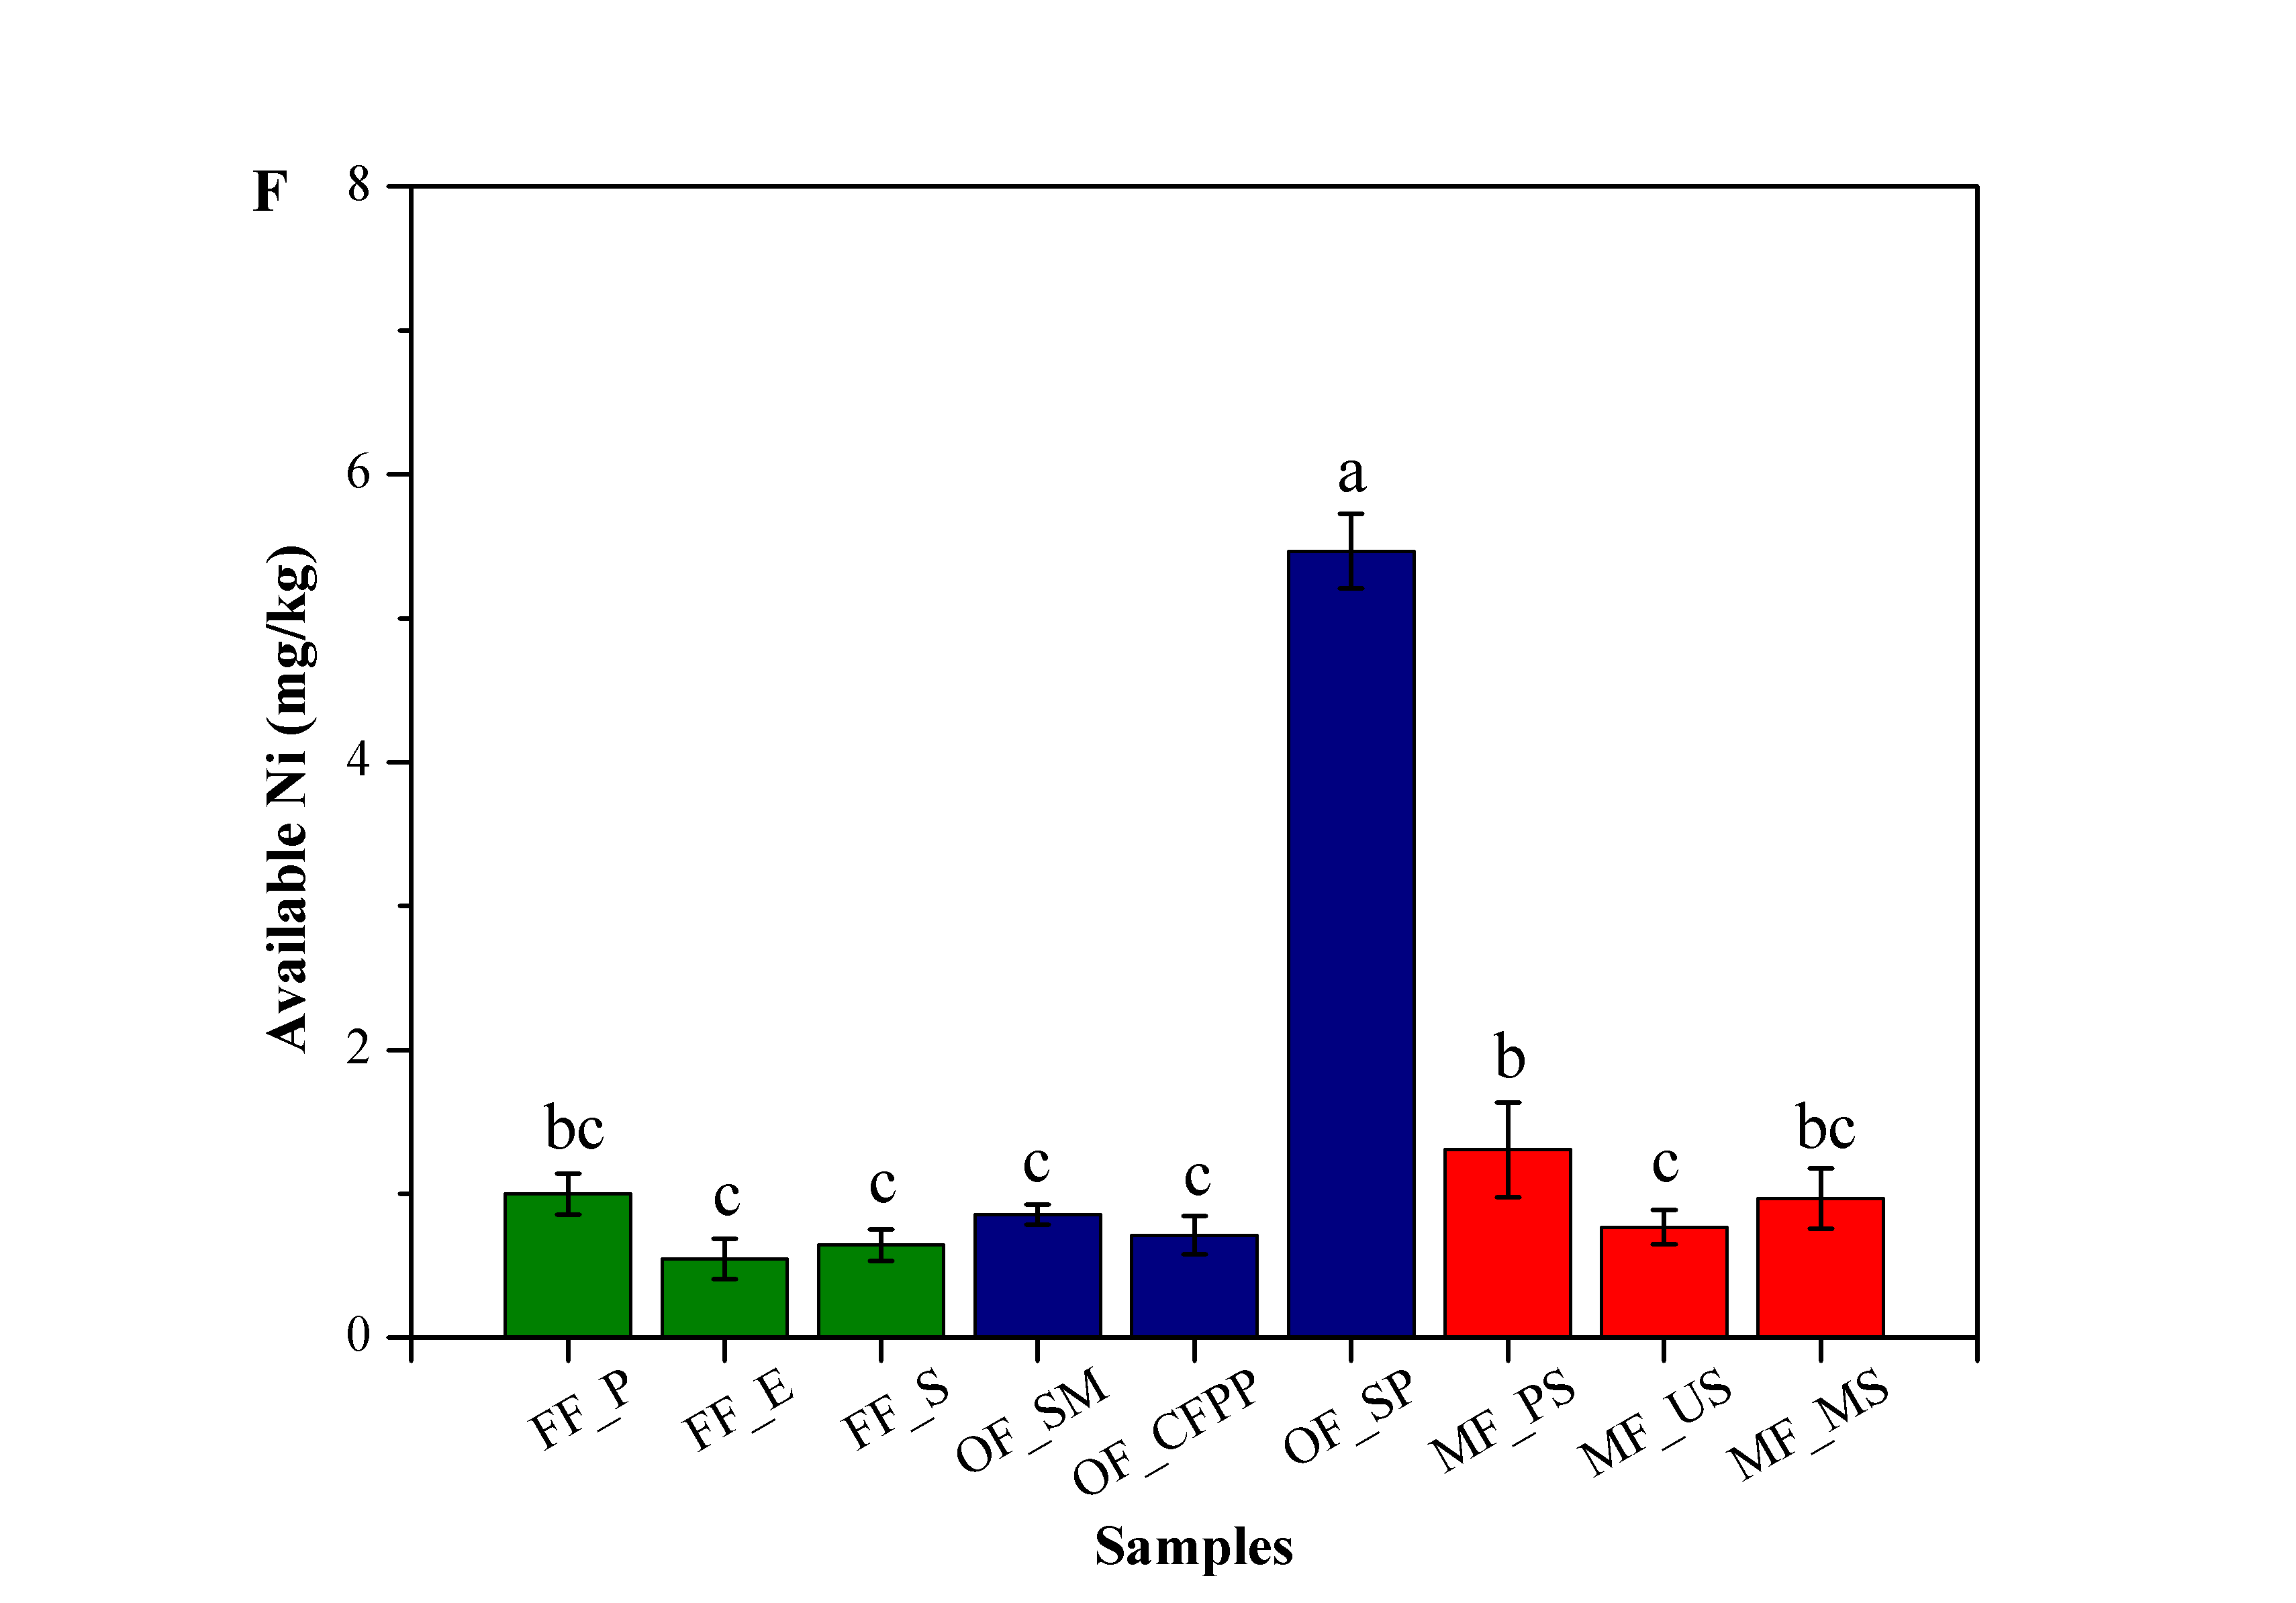 F
8
6
4
2
0
Available Ni (mg/kg)
bc
c
c
c
c
a
b
c
bc
FF_P
FF_E
FF_S
OF_SM
OF_CFPP
OF_SP
MF_PS
MF_US
MF_MS
Samples